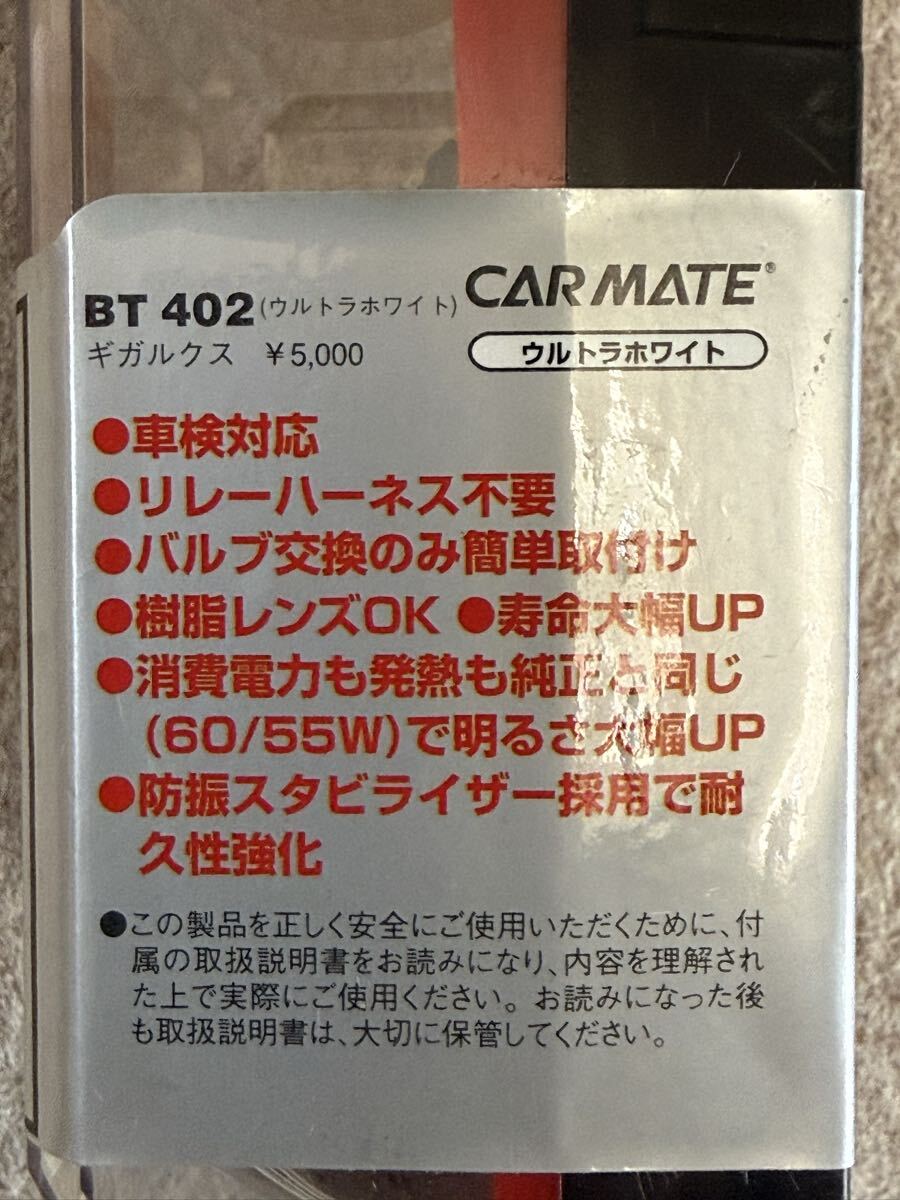 BT 402(ウルトラホワイト)
CARMATE®
ギガルクス ¥5,000
ウルトラホワイト
●車検対応
●リレーハーネス不要
●バルブ交換のみ簡単取付け
●樹脂レンズOK ●寿命大幅UP
●消費電力も発熱も純正と同じ
(60/55W)で明るさ大幅UP
●防振スタビライザー採用で耐
久性強化
●この製品を正しく安全にご使用いただくために、付
属の取扱説明書をお読みになり、内容を理解され
た上で実際にご使用ください。お読みになった後
も取扱説明書は、大切に保管してください。